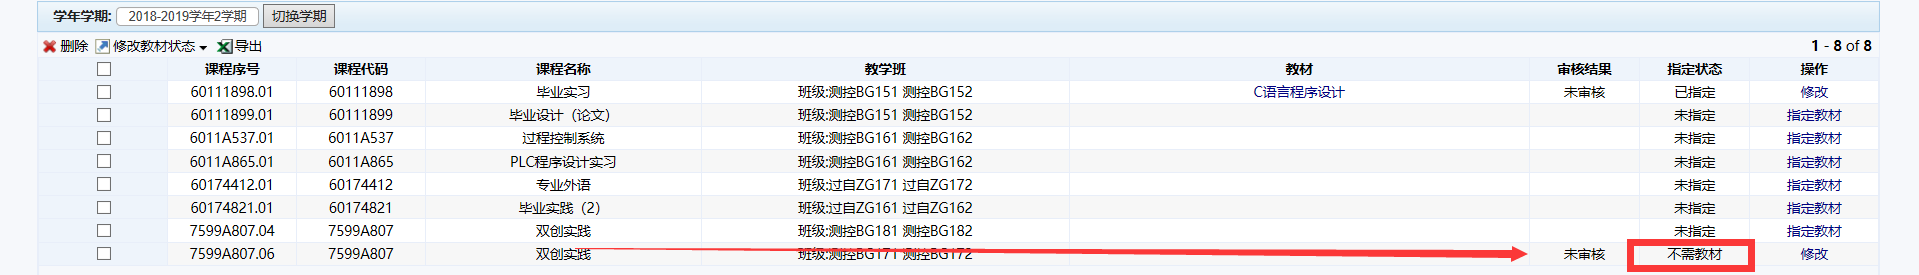 学年学期: 2018-2019学年2学期 切换学期
删除 修改教材状态 导出 1 - 8 of 8
课程序号 课程代码 课程名称 教学班 教材 审核结果 指定状态 操作
60111898.01 60111898 毕业实习 班级:测控BG151 测控BG152 C语言程序设计 未审核 已指定 修改
60111899.01 60111899 毕业设计（论文） 班级:测控BG151 测控BG152 未指定 指定教材
6011A537.01 6011A537 过程控制系统 班级:测控BG161 测控BG162 未指定 指定教材
6011A865.01 6011A865 PLC程序设计实习 班级:测控BG161 测控BG162 未指定 指定教材
60174412.01 60174412 专业外语 班级:过自ZG171 过自ZG172 未指定 指定教材
60174821.01 60174821 毕业实践（2） 班级:过自ZG161 过自ZG162 未指定 指定教材
7599A807.04 7599A807 双创实践 班级:测控BG181 测控BG182 未指定 指定教材
7599A807.06 7599A807 双创实践 班级:测控BG171 测控BG172 未审核 不需教材 修改